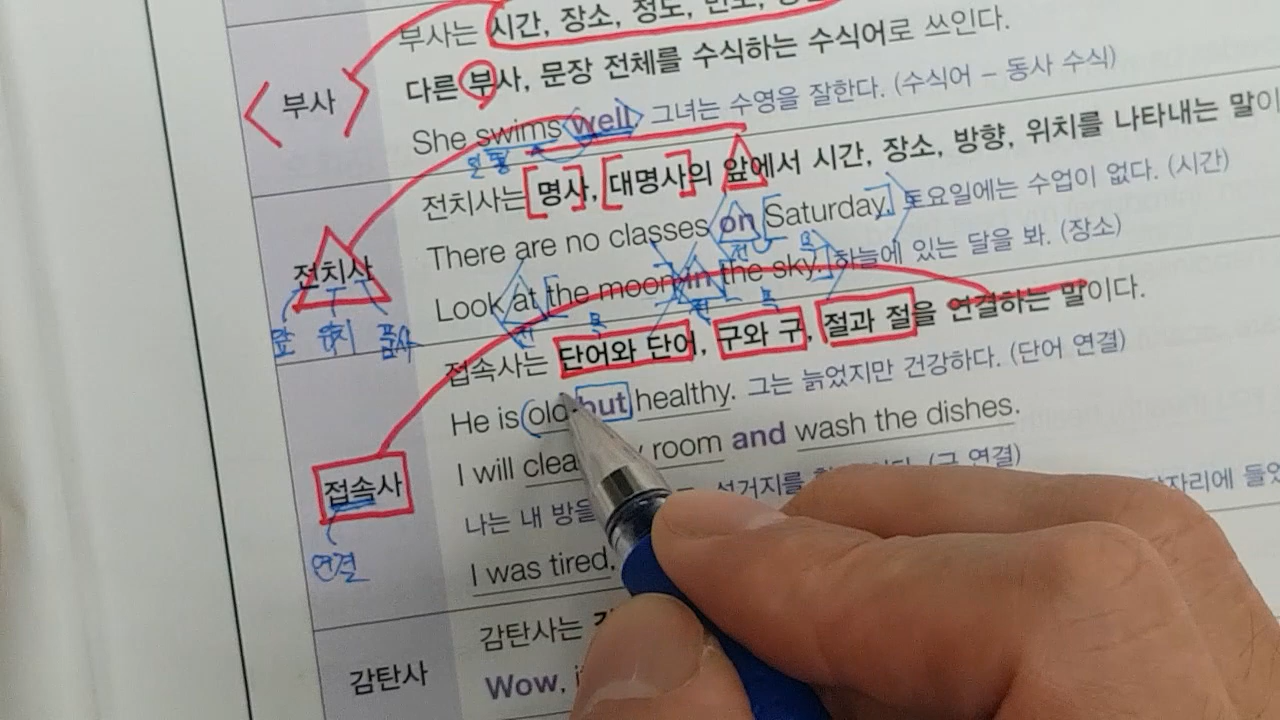 부사
부사는 시간, 장소, 정도,
다른 부사, 문장 전체를 수식하는 수식어로 쓰인다.
She swims well 그녀는 수영을 잘한다. (수식어 – 동사 수식)
전치사
전치사는 명사, 대명사의 앞에서 시간, 장소, 방향, 위치를 나타내는 말이
There are no classes on Saturday. 토요일에는 수업이 없다. (시간)
Look at the moon in the sky. 하늘에 있는 달을 봐. (장소)
전
목
전
목
품사
접속사
연결
접속사는 단어와 단어, 구와 구, 절과 절을 연결하는 말이다.
He is old but healthy. 그는 늙었지만 건강하다. (단어 연결)
I will room and wash the dishes.
나는 내 방을 설거지를 (구 연결)
I was tired,
감탄사
감탄사는
Wow,